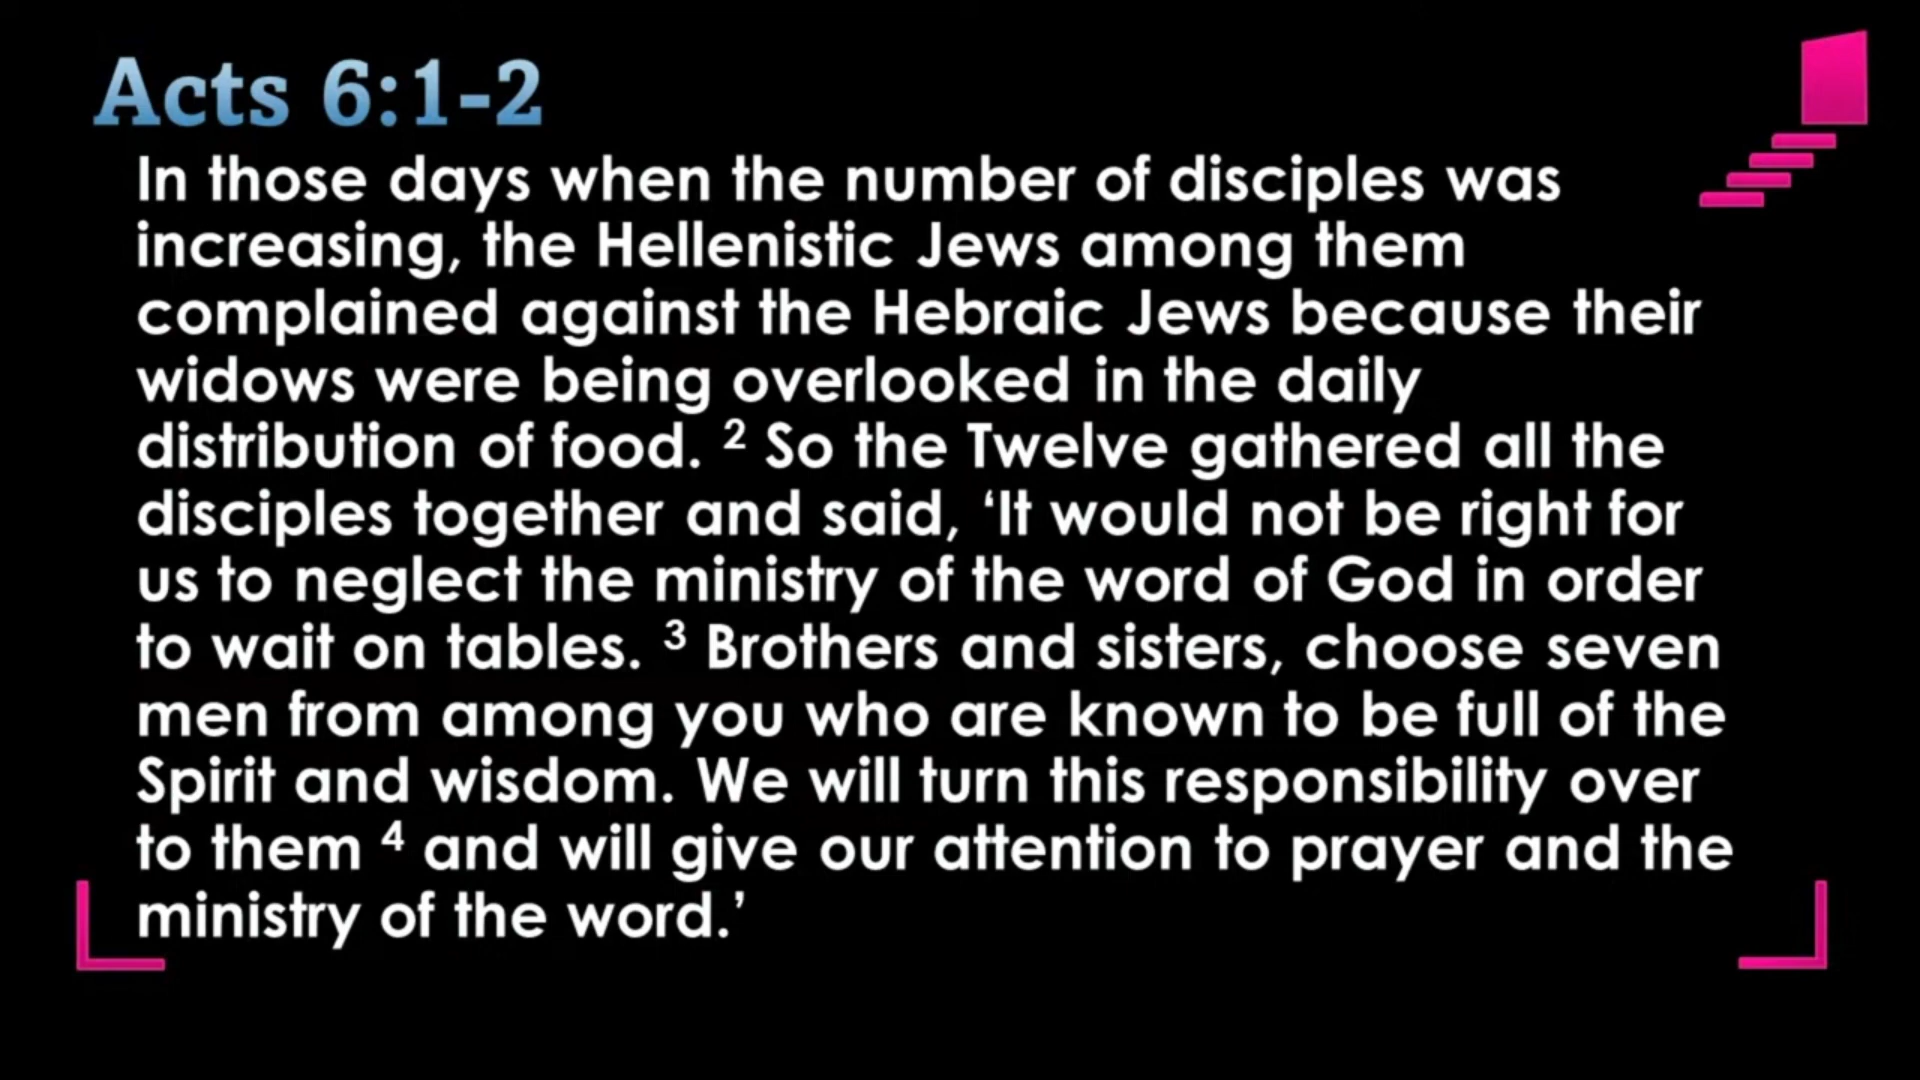 Acts 6:1-2
In those days when the number of disciples was
increasing, the Hellenistic Jews among them
complained against the Hebraic Jews because their
widows were being overlooked in the daily
distribution of food. ² So the Twelve gathered all the
disciples together and said, ‘It would not be right for
us to neglect the ministry of the word of God in order
to wait on tables. ³ Brothers and sisters, choose seven
men from among you who are known to be full of the
Spirit and wisdom. We will turn this responsibility over
to them ⁴ and will give our attention to prayer and the
ministry of the word.’